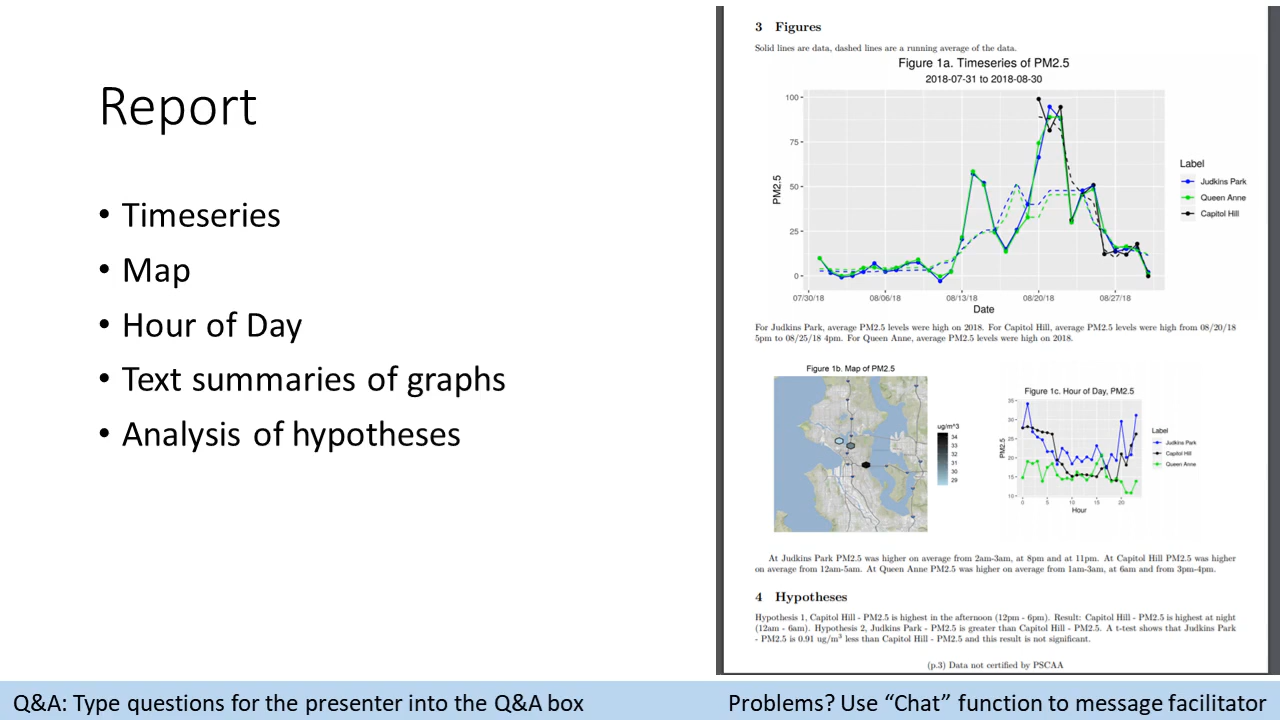 Report
• Timeseries
• Map
• Hour of Day
• Text summaries of graphs
• Analysis of hypotheses
3 Figures
Solid lines are data, dashed lines are a running average of the data.
Figure 1a. Timeseries of PM2.5
2018-07-31 to 2018-08-30
100
75
50
25
0
PM2.5
07/30/18 08/06/18 08/13/18 08/20/18 08/27/18
Date
Label
Judkins Park
Queen Anne
Capitol Hill
For Judkins Park, average PM2.5 levels were high on 2018. For Capitol Hill, average PM2.5 levels were high from 08/20/18
5pm to 08/25/18 4pm. For Queen Anne, average PM2.5 levels were high on 2018.
Figure 1b. Map of PM2.5
ug/m^3
34
33
32
31
30
29
Figure 1c. Hour of Day, PM2.5
35
30
25
20
15
10
PM2.5
0 5 10 15 20
Hour
Label
Judkins Park
Capitol Hill
Queen Anne
At Judkins Park PM2.5 was higher on average from 2am-3am, at 8pm and at 11pm. At Capitol Hill PM2.5 was higher
on average from 12am-5am. At Queen Anne PM2.5 was higher on average from 1am-3am, at 6am and from 3pm-4pm.
4 Hypotheses
Hypothesis 1, Capitol Hill - PM2.5 is highest in the afternoon (12pm - 6pm). Result: Capitol Hill - PM2.5 is highest at night
(12am - 6am). Hypothesis 2, Judkins Park - PM2.5 is greater than Capitol Hill - PM2.5. A t-test shows that Judkins Park
- PM2.5 is 0.91 ug/m³ less than Capitol Hill - PM2.5 and this result is not significant.
(p.3) Data not certified by PSCAA
Q&A: Type questions for the presenter into the Q&A box
Problems? Use “Chat” function to message facilitator